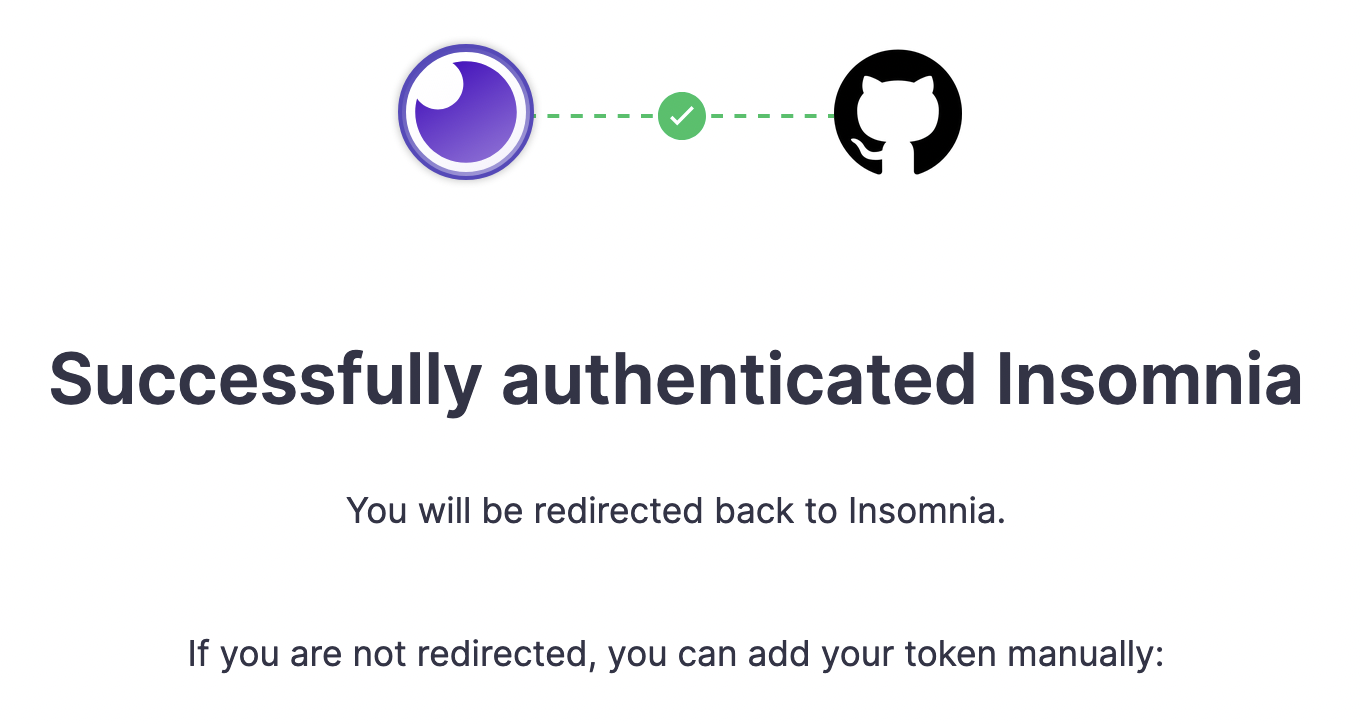 Successfully authenticated Insomnia
You will be redirected back to Insomnia.
If you are not redirected, you can add your token manually: